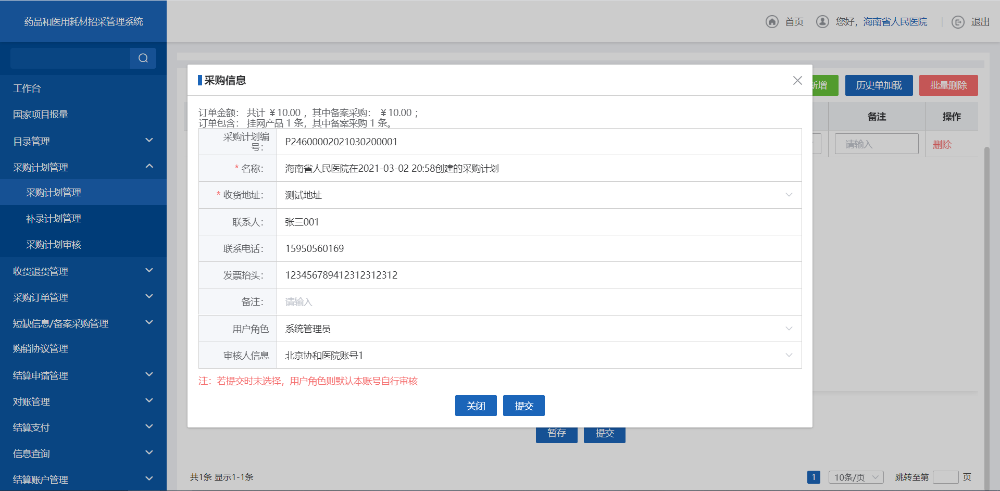 药品和医用耗材招采管理系统
首页
您好，海南省人民医院
退出
工作台
国家项目报量
目录管理
采购计划管理
采购计划管理
补录计划管理
采购计划审核
收货退货管理
采购订单管理
短缺信息/备案采购管理
购销协议管理
结算申请管理
对账管理
结算支付
信息查询
结算账户管理
新增
历史单加载
批量删除
备注
操作
请输入
删除
采购信息
订单金额： 共计 ￥10.00 ，其中备案采购： ￥10.00 ；
订单包含： 挂网产品 1 条，其中备案采购 1 条。
采购计划编号： P24600002021030200001
* 名称： 海南省人民医院在2021-03-02 20:58创建的采购计划
* 收货地址： 测试地址
联系人： 张三001
联系电话： 15950560169
发票抬头： 123456789412312312312
备注： 请输入
用户角色 系统管理员
审核人信息 北京协和医院账号1
注：若提交时未选择，用户角色则默认本账号自行审核
关闭
提交
暂存
提交
共1条 显示1-1条
1
10条/页
跳转至第 页